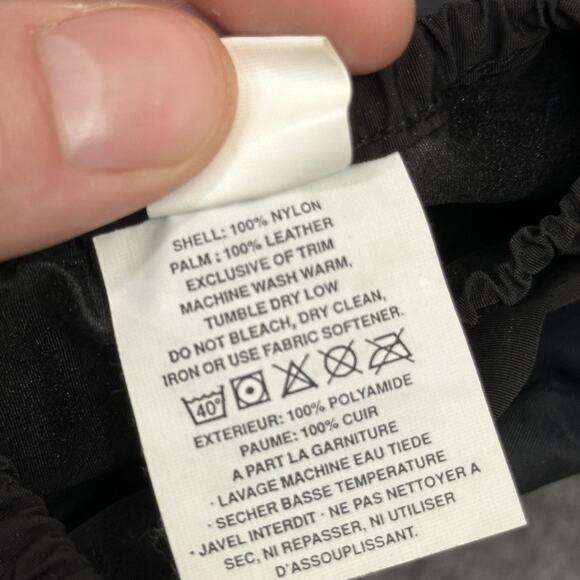 SHELL: 100% NYLON
PALM: 100% LEATHER
EXCLUSIVE OF TRIM
MACHINE WASH WARM,
TUMBLE DRY LOW
DO NOT BLEACH, DRY CLEAN,
IRON OR USE FABRIC SOFTENER.
40°
EXTERIEUR: 100% POLYAMIDE
PAUME: 100% CUIR
A PART LA GARNITURE
· LAVAGE MACHINE EAU TIEDE
· SECHER BASSE TEMPERATURE
· JAVEL INTERDIT · NE PAS NETTOYER A
SEC, NI REPASSER, NI UTILISER
D'ASSOUPLISSANT.